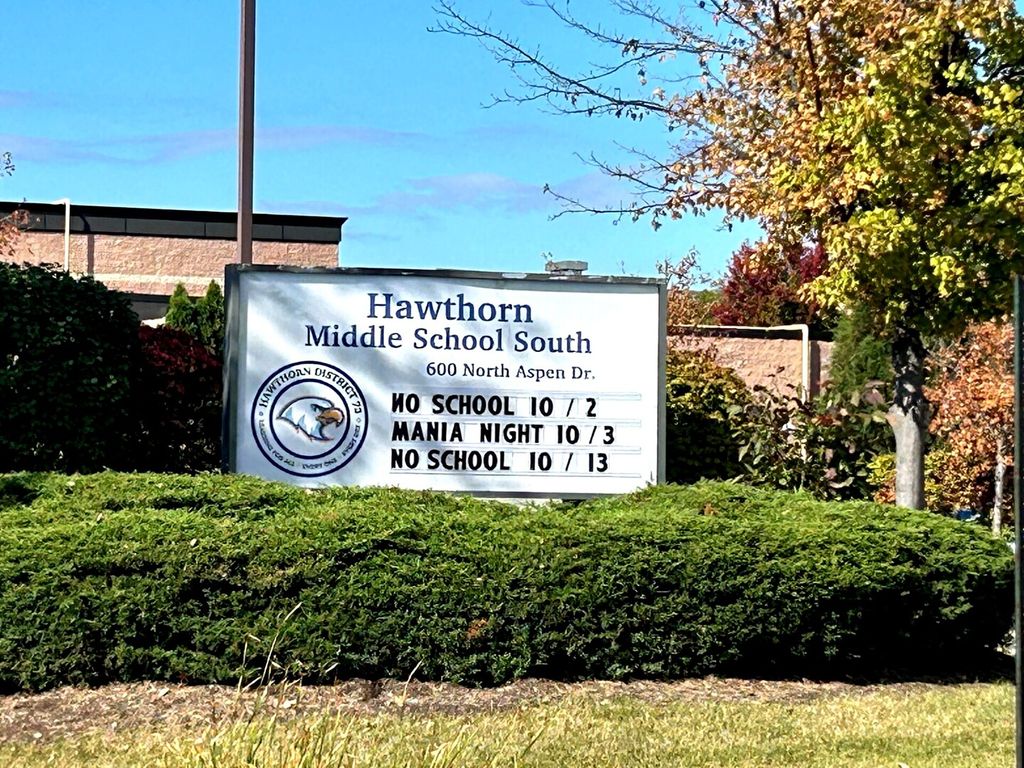 Hawthorn
Middle School South
600 North Aspen Dr.
HAWTHORN DISTRICT 73
NO SCHOOL 10 / 2
MANIA NIGHT 10 / 3
NO SCHOOL 10 / 13